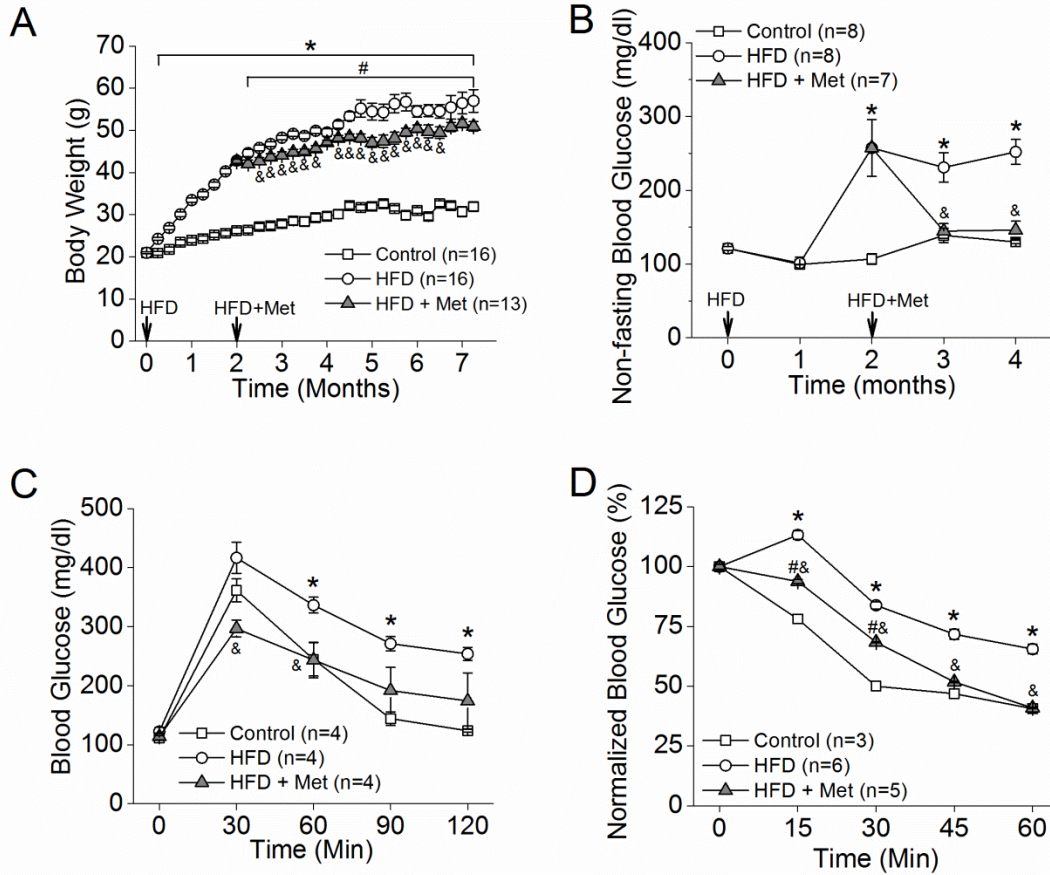 A
Body Weight (g)
70
60
50
40
30
20
10
0
*
#
&&&&& &&&&&&&&&
Control (n=16)
HFD (n=16)
HFD + Met (n=13)
HFD
HFD+Met
0 1 2 3 4 5 6 7
Time (Months)
B
Non-fasting Blood Glucose (mg/dl)
400
300
200
100
0
Control (n=8)
HFD (n=8)
HFD + Met (n=7)
* * *
& &
HFD
HFD+Met
0 1 2 3 4
Time (months)
C
Blood Glucose (mg/dl)
500
400
300
200
100
0
* * *
& &
Control (n=4)
HFD (n=4)
HFD + Met (n=4)
0 30 60 90 120
Time (Min)
D
Normalized Blood Glucose (%)
125
100
75
50
25
0
* * * *
#& #& & &
Control (n=3)
HFD (n=6)
HFD + Met (n=5)
0 15 30 45 60
Time (Min)